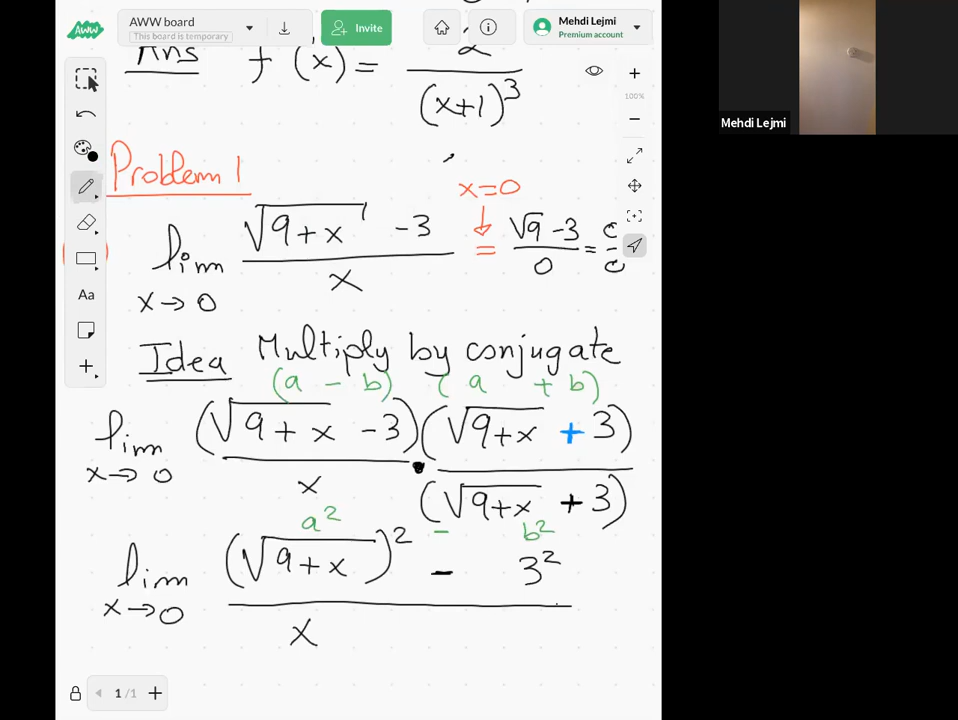 AWW board
This board is temporary
Invite
Mehdi Lejmi
Premium account
AWW
Ans f'(x) = 2/(x+1)^3
100%
Mehdi Lejmi
Problem 1
lim x→0 (√(9+x) - 3)/x
x=0
↓
= (√9 - 3)/0 =
Idea Multiply by conjugate
(a - b) (a + b)
lim x→0 (√(9+x) - 3)/x • (√(9+x) + 3)/(√(9+x) + 3)
a² - b²
lim x→0 (√(9+x))² - 3² / x
Aa
1 / 1